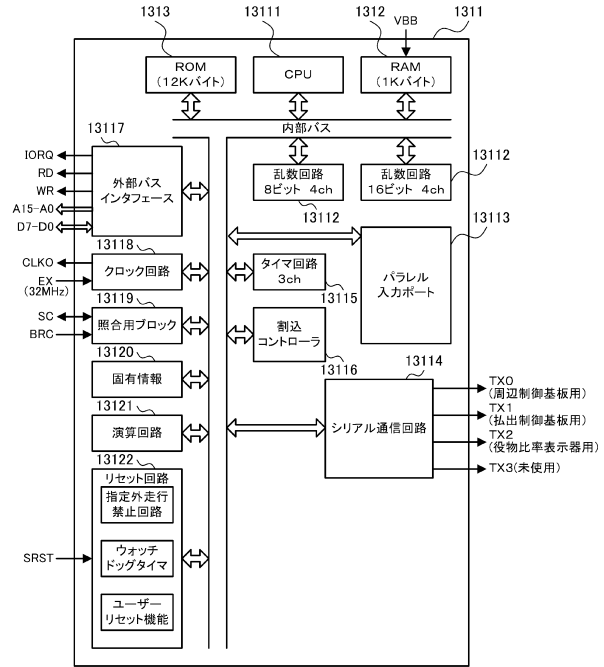 1313
13111
1312
1311
VBB
ROM
(12Kバイト)
CPU
RAM
(1Kバイト)
内部バス
13117
IORQ
RD
WR
A15-A0
D7-D0
外部バス
インタフェース
乱数回路
8ビット 4ch
13112
乱数回路
16ビット 4ch
13112
13113
パラレル
入力ポート
13118
CLKO
EX
(32MHz)
クロック回路
タイマ回路
3ch
13115
13119
SC
BRC
照合用ブロック
割込
コントローラ
13116
13120
固有情報
13114
シリアル通信回路
TX0
(周辺制御基板用)
TX1
(払出制御基板用)
TX2
(役物比率表示器用)
TX3(未使用)
13121
演算回路
13122
リセット回路
指定外走行
禁止回路
SRST
ウォッチ
ドッグタイマ
ユーザー
リセット機能